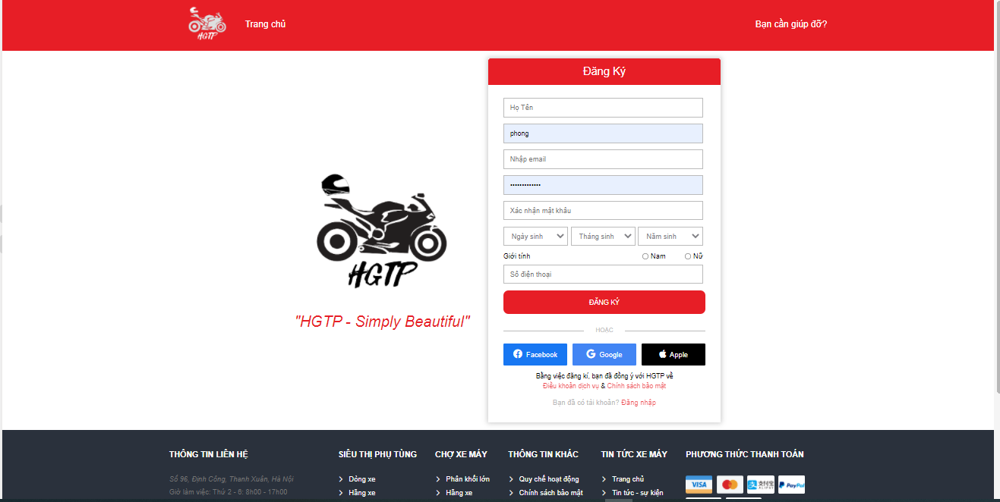 HGTP
Trang chủ
Bạn cần giúp đỡ?
Đăng Ký
Họ Tên
phong
Nhập email
•••••••••••••
Xác nhận mật khẩu
Ngày sinh
Tháng sinh
Năm sinh
Giới tính
Nam
Nữ
Số điện thoại
ĐĂNG KÝ
HOẶC
Facebook
Google
Apple
Bằng việc đăng kí, bạn đã đồng ý với HGTP về
Điều khoản dịch vụ & Chính sách bảo mật
Bạn đã có tài khoản? Đăng nhập
HGTP
"HGTP - Simply Beautiful"
THÔNG TIN LIÊN HỆ
Số 96, Định Công, Thanh Xuân, Hà Nội
Giờ làm việc: Thứ 2 - 6: 8h00 - 17h00
SIÊU THỊ PHỤ TÙNG
Dòng xe
Hãng xe
CHỢ XE MÁY
Phân khối lớn
Hãng xe
THÔNG TIN KHÁC
Quy chế hoạt động
Chính sách bảo mật
TIN TỨC XE MÁY
Trang chủ
Tin tức - sự kiện
PHƯƠNG THỨC THANH TOÁN
VISA
支付宝
ALIPAY
PayPal